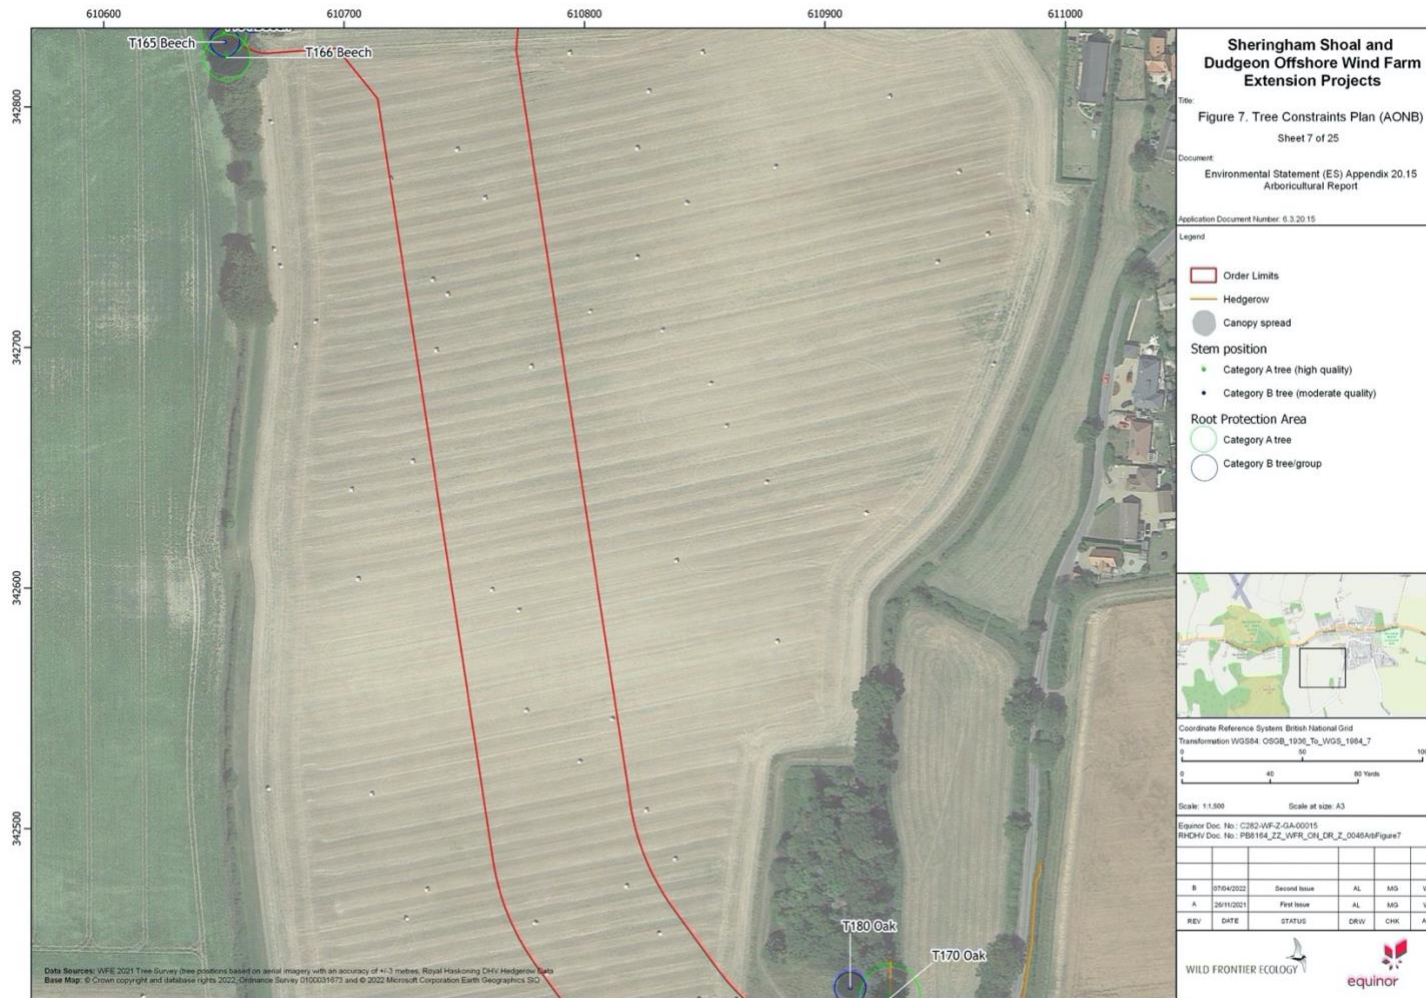 610600
610700
610800
610900
611000
342800
342700
342600
342500
T165 Beech
T166 Beech
T180 Oak
T170 Oak
Data Sources: WFE 2021 Tree Survey (tree positions based on aerial imagery with an accuracy of +/-3 metres, Royal Haskoning DHV Hedgerow Data
Base Map: © Crown copyright and database rights 2022, Ordnance Survey 0100031673 and © 2022 Microsoft Corporation Earth Geographics SIO
Sheringham Shoal and
Dudgeon Offshore Wind Farm
Extension Projects
Title:
Figure 7. Tree Constraints Plan (AONB)
Sheet 7 of 25
Document:
Environmental Statement (ES) Appendix 20.15
Arboricultural Report
Application Document Number: 6.3.20.15
Legend
Order Limits
Hedgerow
Canopy spread
Stem position
Category A tree (high quality)
Category B tree (moderate quality)
Root Protection Area
Category A tree
Category B tree/group
Coordinate Reference System: British National Grid
Transformation WGS84: OSGB_1936_To_WGS_1984_7
0 50 100
0 40 80 Yards
Scale: 1:1,500 Scale at size: A3
Equinor Doc. No.: C282-WF-Z-GA-00015
RHDHV Doc. No.: PB8164_ZZ_WFR_ON_DR_Z_0046ArbFigure7
B 07/04/2022 Second Issue AL MG
A 26/11/2021 First Issue AL MG
REV DATE STATUS DRW CHK A
WILD FRONTIER ECOLOGY
equinor